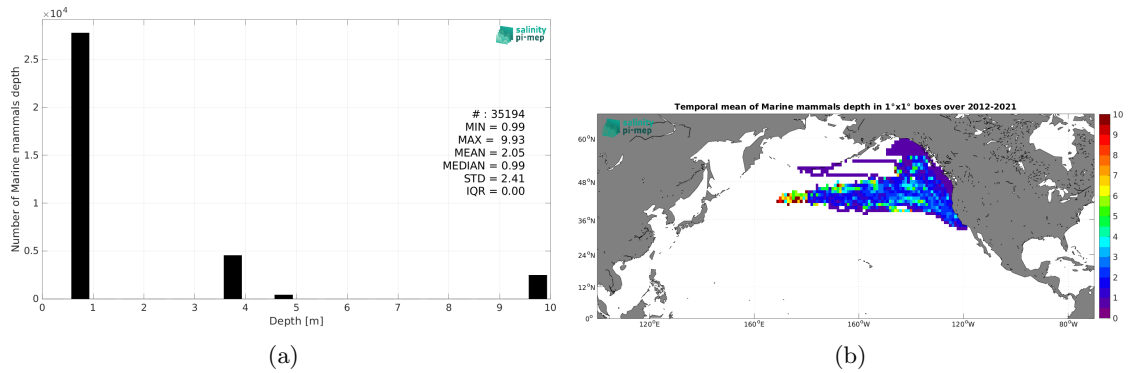 ×10⁴
salinity
pi-mep
2.5
2
1.5
1
0.5
0
Number of Marine mammals depth
# : 35194
MIN = 0.99
MAX = 9.93
MEAN = 2.05
MEDIAN = 0.99
STD = 2.41
IQR = 0.00
0 1 2 3 4 5 6 7 8 9 10
Depth [m]
(a)
Temporal mean of Marine mammals depth in 1°x1° boxes over 2012-2021
salinity
pi-mep
60°N
48°N
36°N
24°N
12°N
0°
120°E 160°E 160°W 120°W 80°W
10
9
8
7
6
5
4
3
2
1
0
(b)